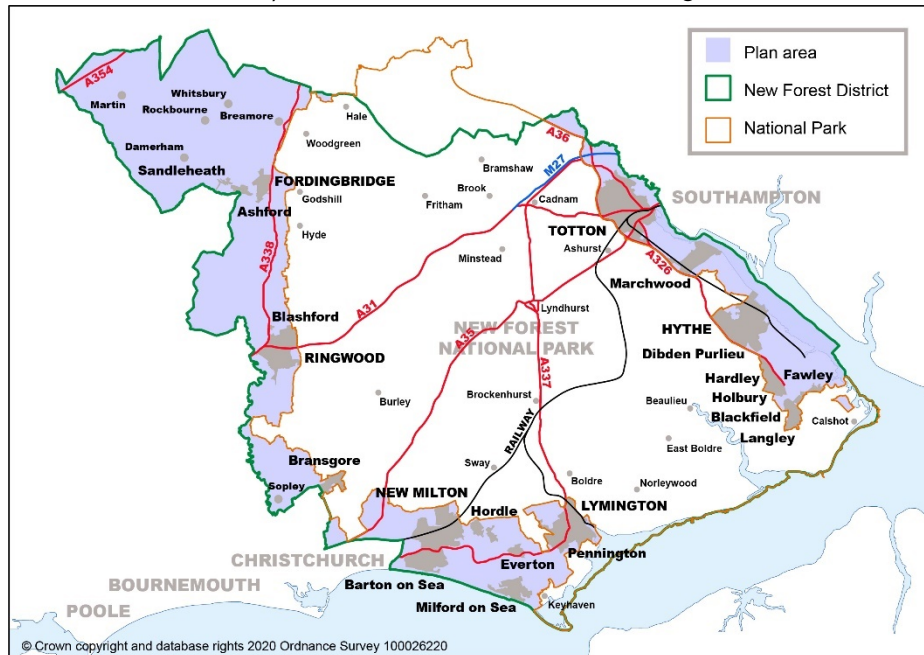 Plan area
New Forest District
National Park
A354
Martin
Whitsbury
Rockbourne
Breamore
Hale
Woodgreen
Damerham
Sandleheath
FORDINGBRIDGE
Ashford
Godshill
Hyde
A338
Bramshaw
Brook
Fritham
A36
M27
Cadnam
SOUTHAMPTON
TOTTON
Ashurst
Minstead
A326
Marchwood
Blashford
A31
Lyndhurst
HYTHE
NEW FOREST
NATIONAL PARK
A35
A337
RINGWOOD
Dibden Purlieu
Hardley
Fawley
Holbury
Blackfield
Calshot
Langley
Burley
Brockenhurst
Beaulieu
East Boldre
RAILWAY
Bransgore
Sopley
Sway
Boldre
Norleywood
NEW MILTON
Hordle
LYMINGTON
CHRISTCHURCH
Everton
Pennington
BOURNEMOUTH
Barton on Sea
Milford on Sea
Keyhaven
POOLE
© Crown copyright and database rights 2020 Ordnance Survey 100026220